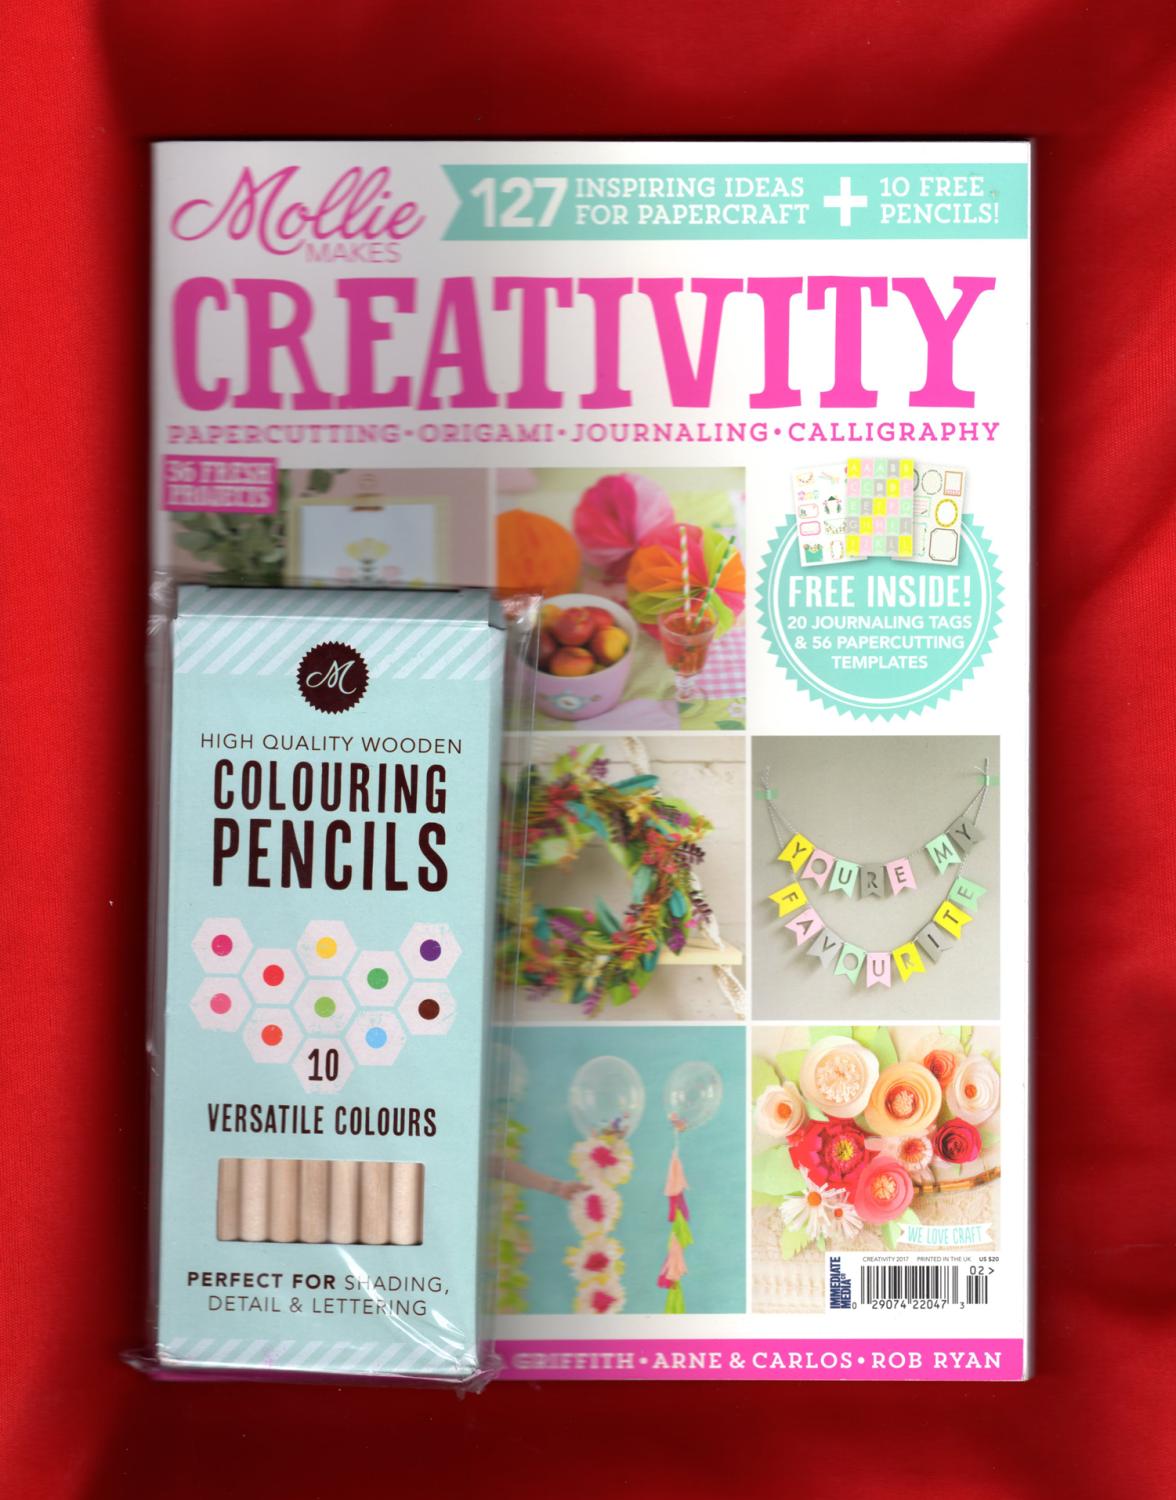 Mollie
MAKES
127 INSPIRING IDEAS
FOR PAPERCRAFT
+
10 FREE
PENCILS!
CREATIVITY
PAPERCUTTING • ORIGAMI • JOURNALING • CALLIGRAPHY
56 FRESH
PROJECTS
FREE INSIDE!
20 JOURNALING TAGS
& 56 PAPERCUTTING
TEMPLATES
M
HIGH QUALITY WOODEN
COLOURING
PENCILS
10
VERSATILE COLOURS
PERFECT FOR SHADING,
DETAIL & LETTERING
YOURE MY
FAVOURITE
WE LOVE CRAFT
IMMEDIATE
MEDIA Co
CREATIVITY 2017 PRINTED IN THE UK US $20
02 >
0 29074 22047 3
GRIFFITH • ARNE & CARLOS • ROB RYAN